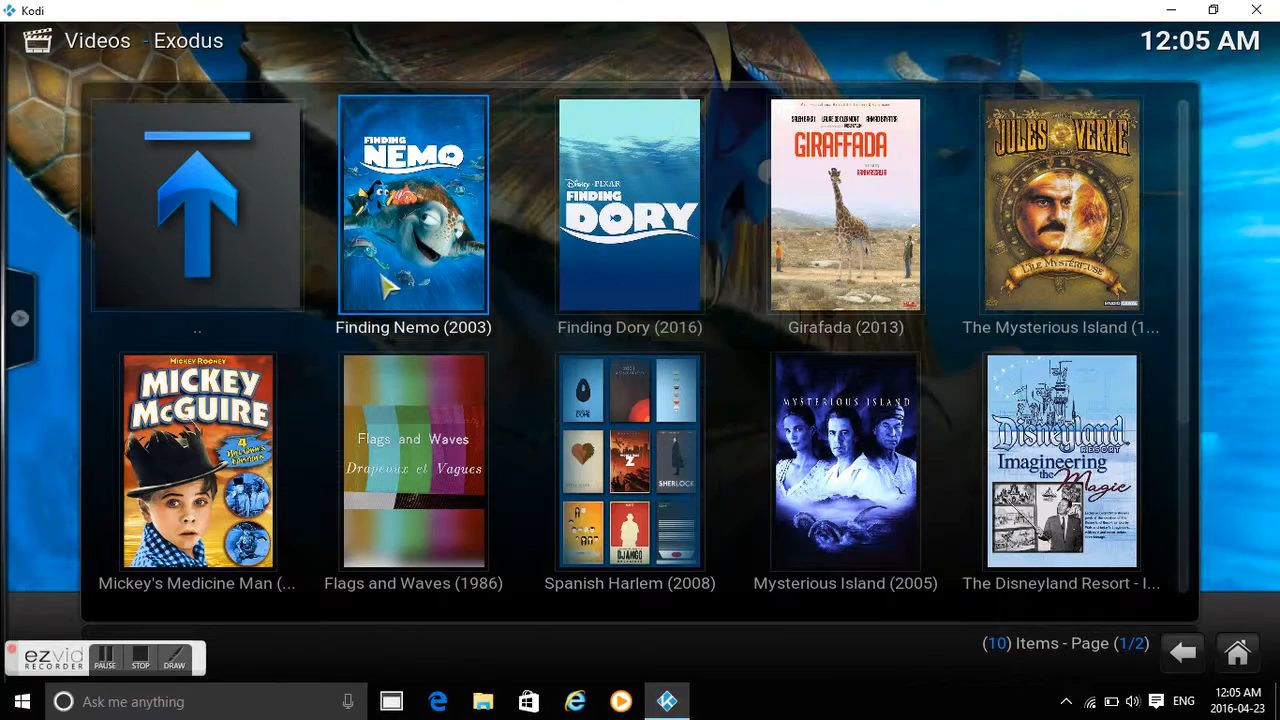 Kodi
Videos - Exodus
12:05 AM
FINDING
NEMO
Disney · PIXAR
FINDING
DORY
GIRAFFADA
JULES VERNE
L'ÎLE MYSTÉRIEUSE
..
Finding Nemo (2003)
Finding Dory (2016)
Girafada (2013)
The Mysterious Island (1...
MICKEY ROONEY
MICKEY
McGUIRE
4
Flags and Waves
Drapeaux et Vagues
SHERLOCK
DJANGO
MYSTERIOUS ISLAND
Disneyland
RESORT
Imagineering
the
Magic
Mickey's Medicine Man (...
Flags and Waves (1986)
Spanish Harlem (2008)
Mysterious Island (2005)
The Disneyland Resort - I...
(10) Items - Page (1/2)
ezvid
RECORDER
PAUSE
STOP
DRAW
Ask me anything
ENG
12:05 AM
2016-04-23